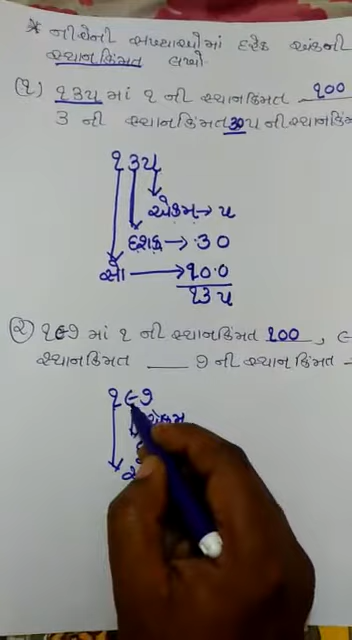 * નીચેની સંખ્યાઓમાં દરેક અંકની
સ્થાનકિંમત લખો.
(૧) ૧૩૫ માં ૧ ની સ્થાનકિંમત ૧૦૦
૩ ની સ્થાનકિંમત ૩૦ ૫ ની સ્થાનકિંમ
૧૩૫
એકમ → ૫
દશક → ૩૦
સો → ૧૦૦
૧૩૫
(૨) ૧૯૭ માં ૧ ની સ્થાનકિંમત ૧૦૦ , ૯
સ્થાનકિંમત ___ ૭ ની સ્થાનકિંમત
૧૯૭
એકમ